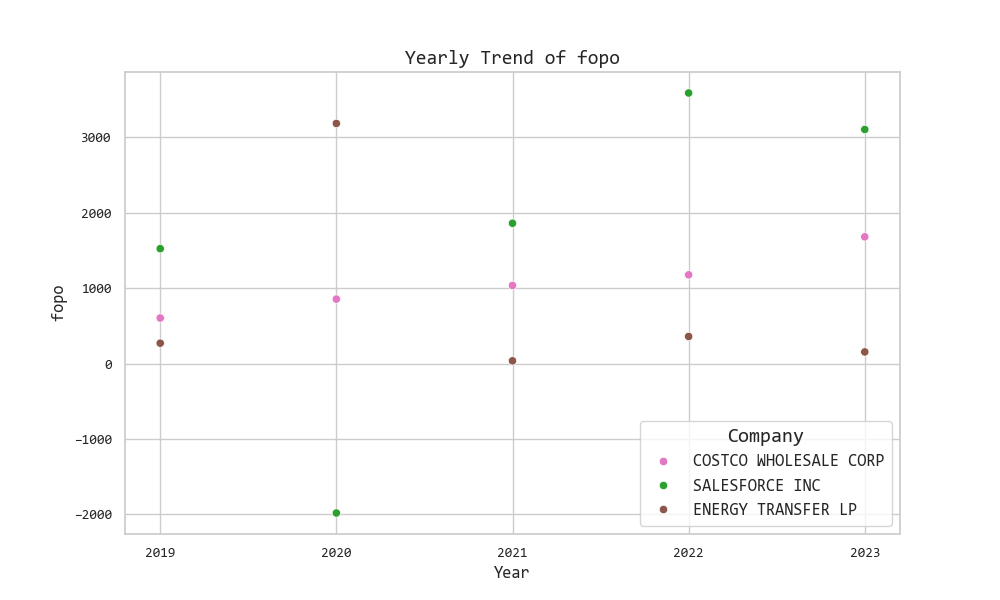 Yearly Trend of fopo
fopo
3000
2000
1000
0
−1000
−2000
2019 2020 2021 2022 2023
Year
Company
COSTCO WHOLESALE CORP
SALESFORCE INC
ENERGY TRANSFER LP